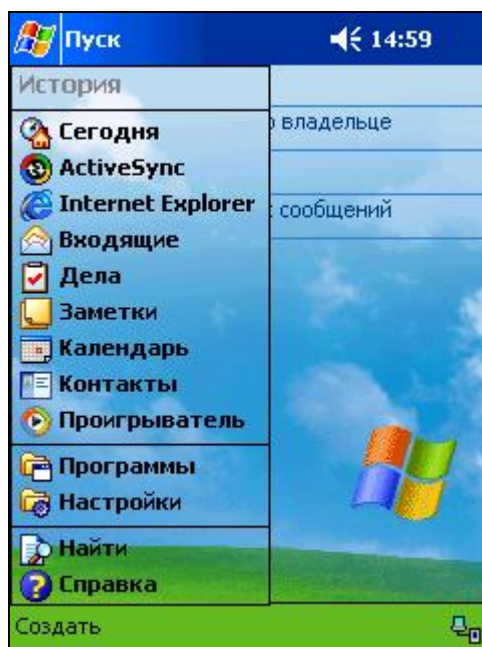 Пуск 14:59
История
Сегодня
владельце
ActiveSync
Internet Explorer
сообщений
Входящие
Дела
Заметки
Календарь
Контакты
Проигрыватель
Программы
Настройки
Найти
Справка
Создать